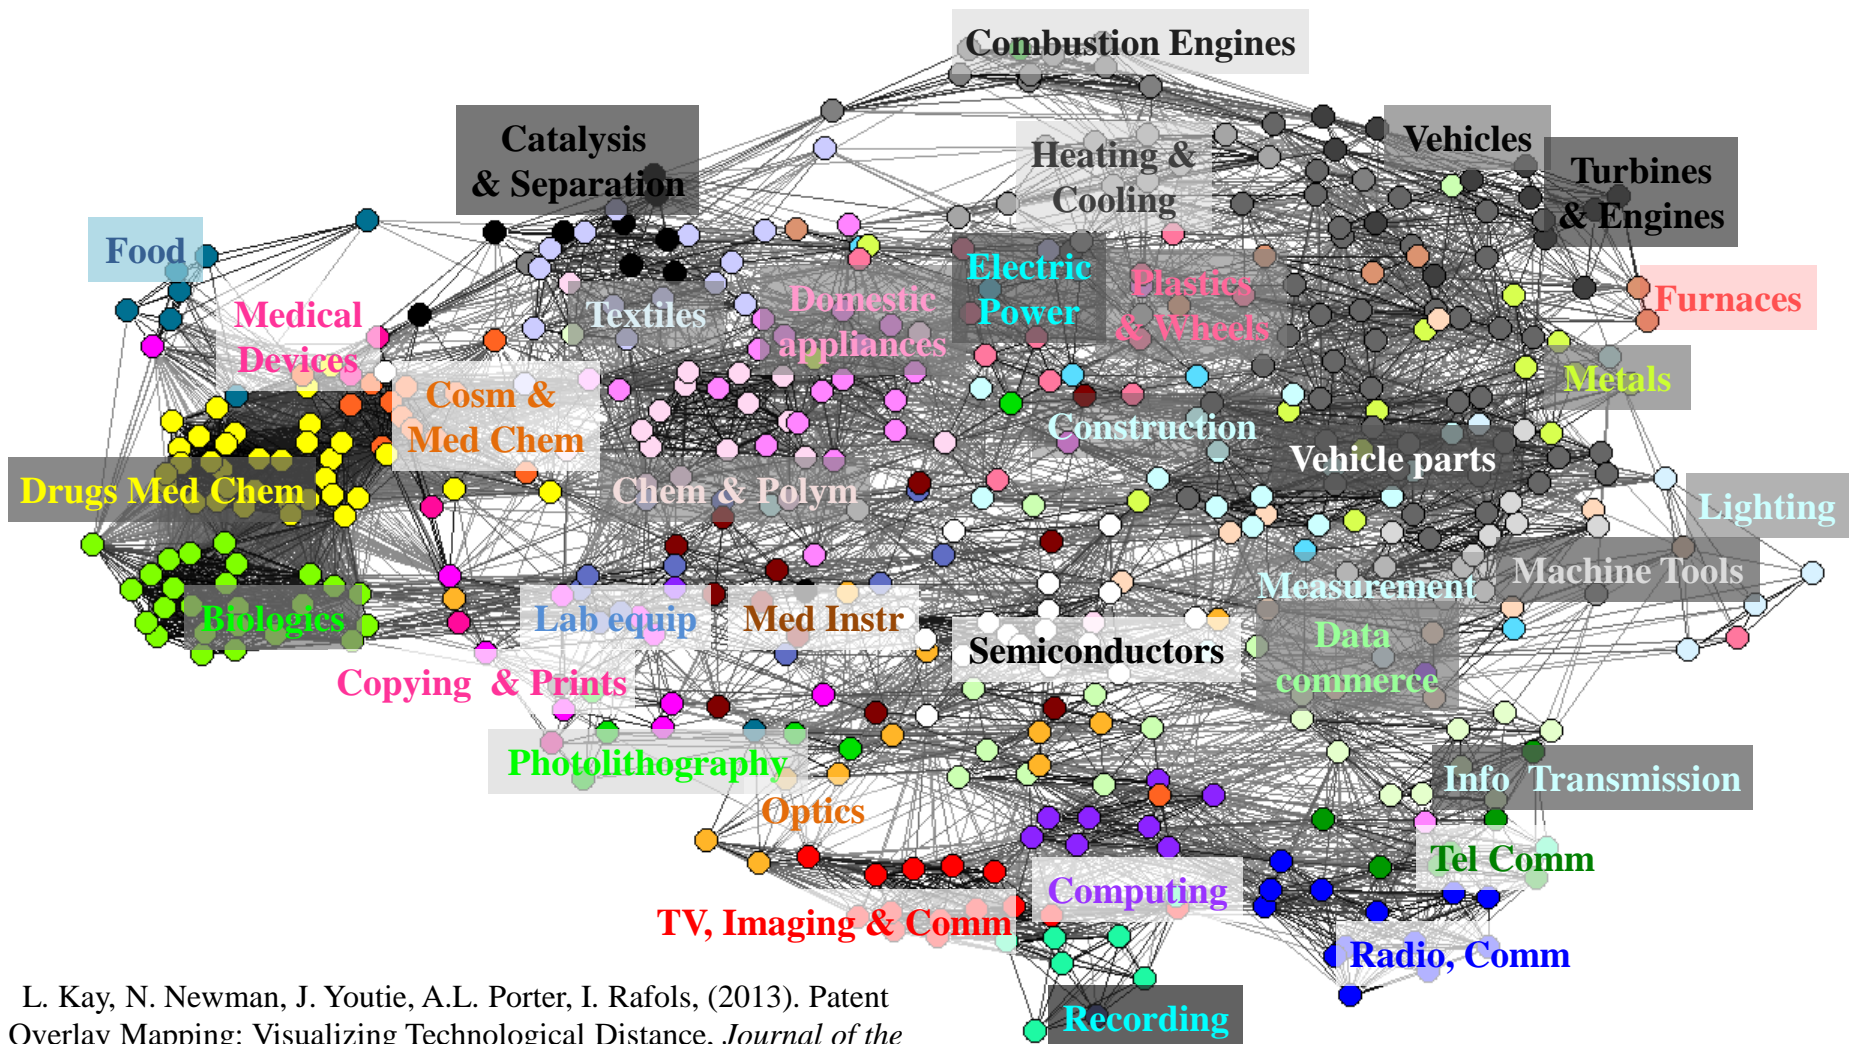 Combustion Engines
Catalysis
& Separation
Heating &
Cooling
Vehicles
Turbines
& Engines
Food
Medical
Devices
Textiles
Domestic
appliances
Electric
Power
Plastics
& Wheels
Furnaces
Metals
Cosm &
Med Chem
Construction
Vehicle parts
Drugs Med Chem
Chem & Polym
Lighting
Measurement
Machine Tools
Biologics
Lab equip
Med Instr
Semiconductors
Data
commerce
Copying & Prints
Photolithography
Optics
Info Transmission
Tel Comm
Computing
TV, Imaging & Comm
Radio, Comm
Recording
L. Kay, N. Newman, J. Youtie, A.L. Porter, I. Rafols, (2013). Patent
Overlay Mapping: Visualizing Technological Distance, Journal of the